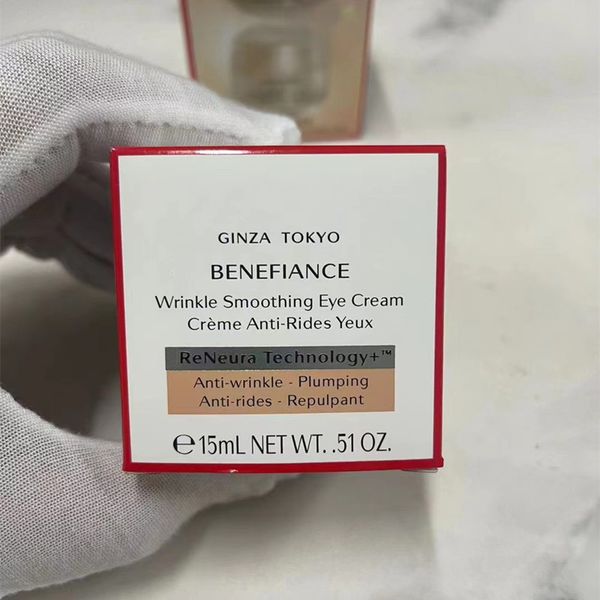 GINZA TOKYO
BENEFIANCE
Wrinkle Smoothing Eye Cream
Crème Anti-Rides Yeux
ReNeura Technology+™
Anti-wrinkle - Plumping
Anti-rides - Repulpant
℮15mL NET WT. .51 OZ.